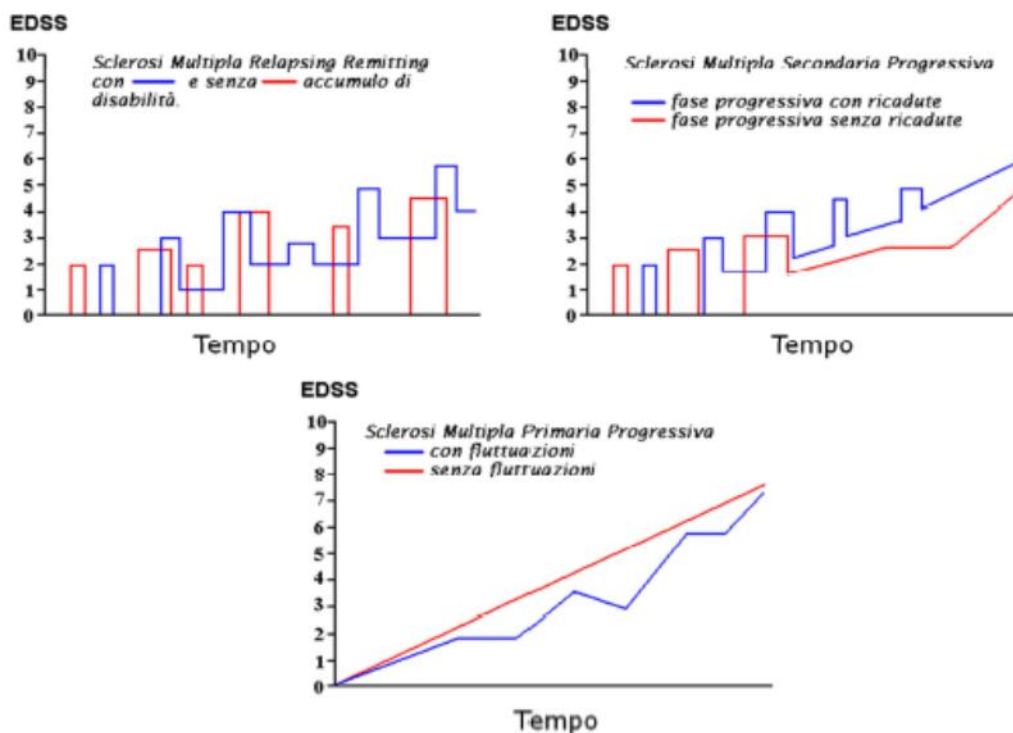 EDSS
10
9
8
7
6
5
4
3
2
1
0
Sclerosi Multipla Relapsing Remitting
con e senza accumulo di
disabilità.
Tempo
EDSS
10
9
8
7
6
5
4
3
2
1
0
Sclerosi Multipla Secondaria Progressiva
fase progressiva con ricadute
fase progressiva senza ricadute
Tempo
EDSS
10
9
8
7
6
5
4
3
2
1
0
Sclerosi Multipla Primaria Progressiva
con fluttuazioni
senza fluttuazioni
Tempo